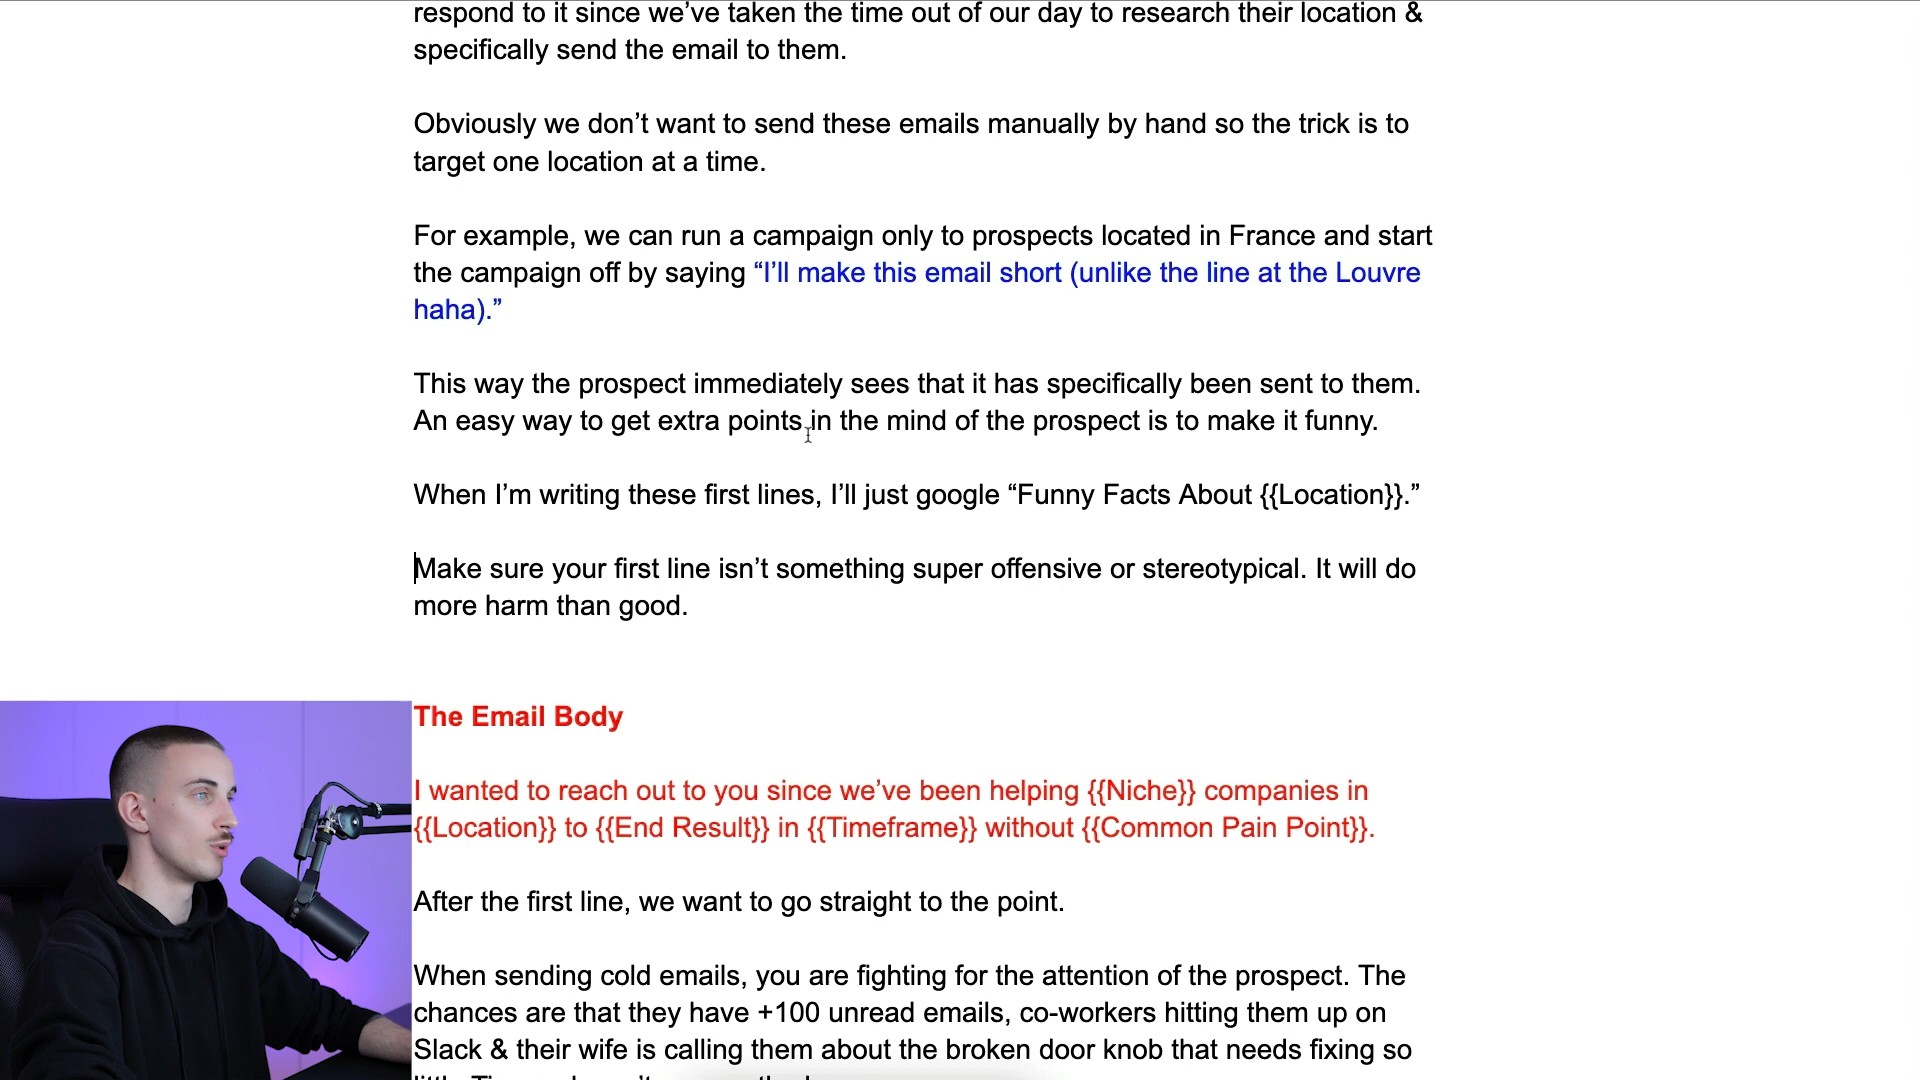 respond to it since we’ve taken the time out of our day to research their location &
specifically send the email to them.
Obviously we don’t want to send these emails manually by hand so the trick is to
target one location at a time.
For example, we can run a campaign only to prospects located in France and start
the campaign off by saying “I’ll make this email short (unlike the line at the Louvre
haha).”
This way the prospect immediately sees that it has specifically been sent to them.
An easy way to get extra points in the mind of the prospect is to make it funny.
When I’m writing these first lines, I’ll just google “Funny Facts About {{Location}}.”
Make sure your first line isn’t something super offensive or stereotypical. It will do
more harm than good.
The Email Body
I wanted to reach out to you since we’ve been helping {{Niche}} companies in
{{Location}} to {{End Result}} in {{Timeframe}} without {{Common Pain Point}}.
After the first line, we want to go straight to the point.
When sending cold emails, you are fighting for the attention of the prospect. The
chances are that they have +100 unread emails, co-workers hitting them up on
Slack & their wife is calling them about the broken door knob that needs fixing so